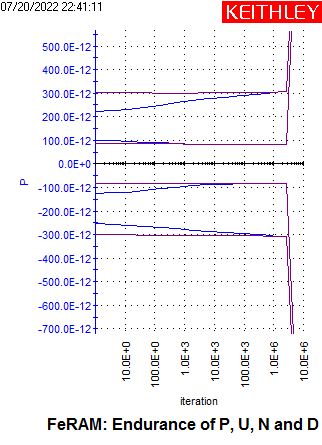 07/20/2022 22:41:11
KEITHLEY
500.0E-12
400.0E-12
300.0E-12
200.0E-12
100.0E-12
0.0E+0
-100.0E-12
-200.0E-12
-300.0E-12
-400.0E-12
-500.0E-12
-600.0E-12
-700.0E-12
P
10.0E+0
100.0E+0
1.0E+3
10.0E+3
100.0E+3
1.0E+6
10.0E+6
iteration
FeRAM: Endurance of P, U, N and D